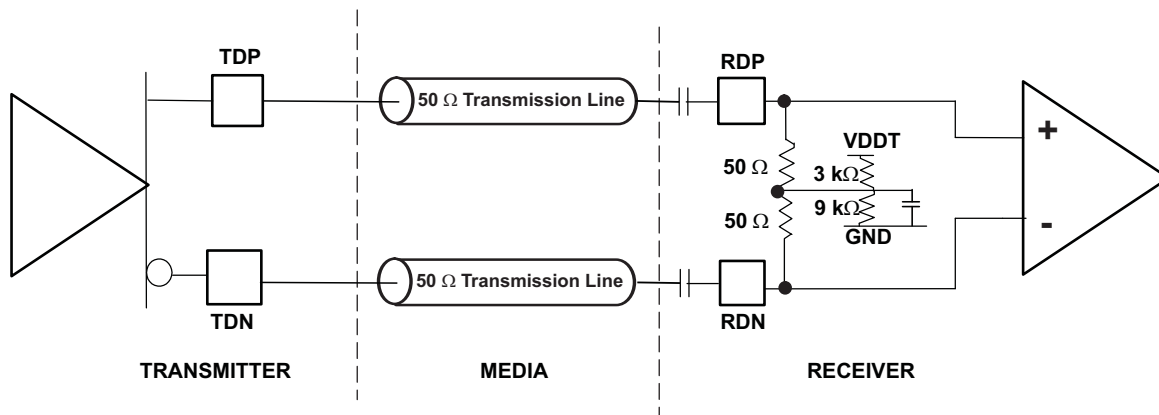 TDP
RDP
50 Ω Transmission Line
+
VDDT
50 Ω
3 kΩ
50 Ω
9 kΩ
GND
-
50 Ω Transmission Line
TDN
RDN
TRANSMITTER
MEDIA
RECEIVER